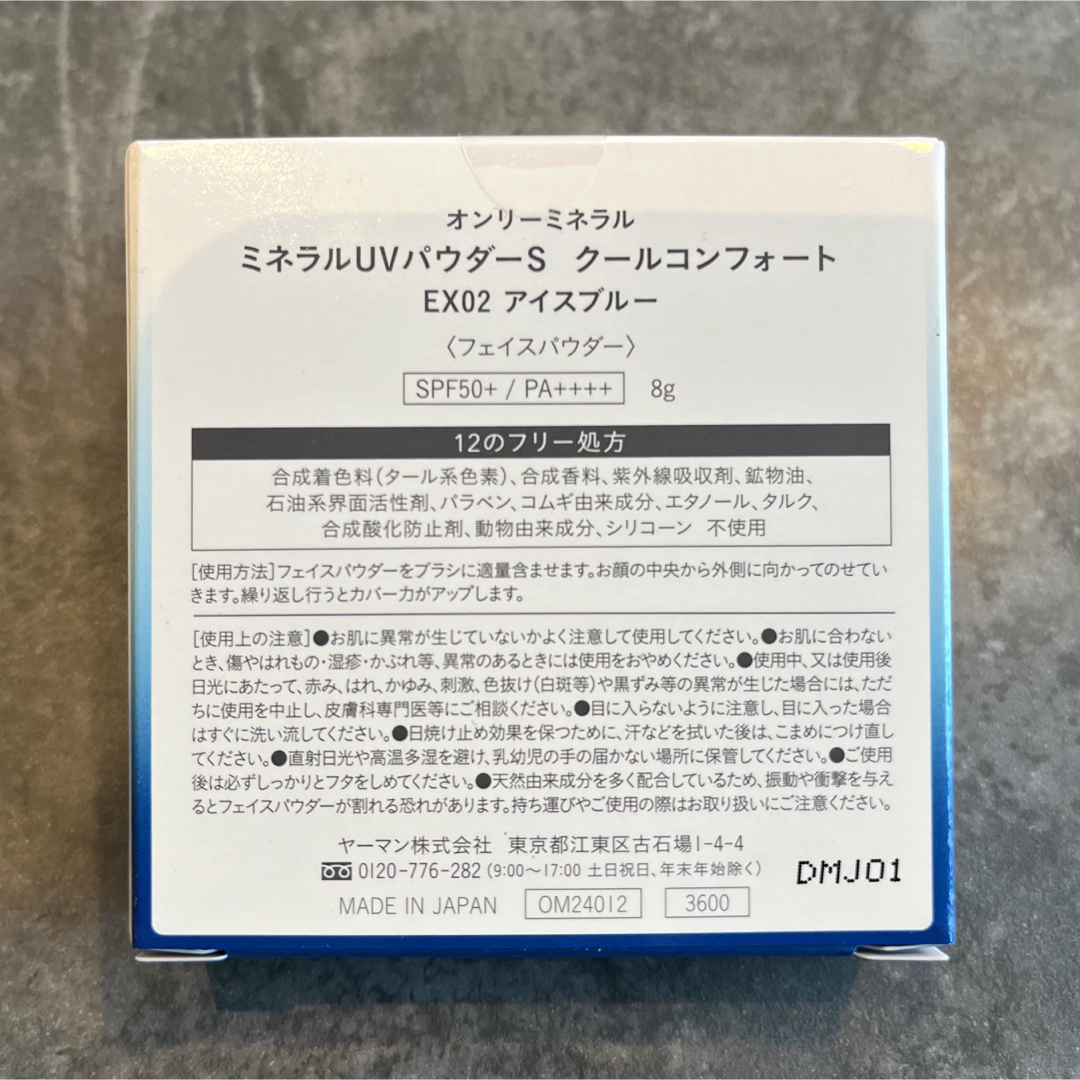 オンリーミネラル
ミネラルUVパウダーS クールコンフォート
EX02 アイスブルー
〈フェイスパウダー〉
SPF50+ / PA++++ 8g
12のフリー処方
合成着色料(タール系色素)、合成香料、紫外線吸収剤、鉱物油、
石油系界面活性剤、パラベン、コムギ由来成分、エタノール、タルク、
合成酸化防止剤、動物由来成分、シリコーン 不使用
[使用方法]フェイスパウダーをブラシに適量含ませます。お顔の中央から外側に向かってのせてい
きます。繰り返し行うとカバー力がアップします。
[使用上の注意]●お肌に異常が生じていないかよく注意して使用してください。●お肌に合わない
とき、傷やはれもの・湿疹・かぶれ等、異常のあるときには使用をおやめください。●使用中、又は使用後
日光にあたって、赤み、はれ、かゆみ、刺激、色抜け(白斑等)や黒ずみ等の異常が生じた場合には、ただ
ちに使用を中止し、皮膚科専門医等にご相談ください。●目に入らないように注意し、目に入った場合
はすぐに洗い流してください。●日焼け止め効果を保つために、汗などを拭いた後は、こまめにつけ直し
てください。●直射日光や高温多湿を避け、乳幼児の手の届かない場所に保管してください。●ご使用
後は必ずしっかりとフタをしめてください。●天然由来成分を多く配合しているため、振動や衝撃を与え
るとフェイスパウダーが割れる恐れがあります。持ち運びやご使用の際はお取り扱いにご注意ください。
ヤーマン株式会社 東京都江東区古石場1-4-4
0120-776-282 (9:00〜17:00 土日祝日、年末年始除く)
DMJ01
MADE IN JAPAN OM24012 3600